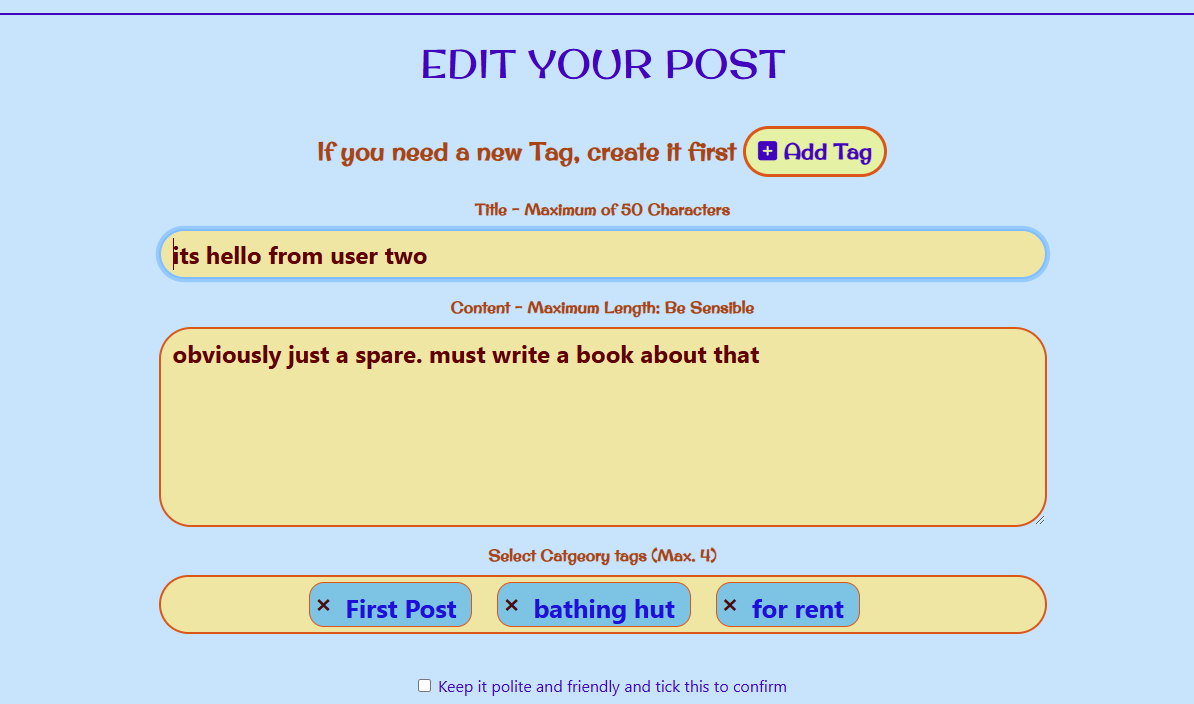 EDIT YOUR POST
If you need a new Tag, create it first Add Tag
Title - Maximum of 50 Characters
its hello from user two
Content - Maximum Length: Be Sensible
obviously just a spare. must write a book about that
Select Catgeory tags (Max. 4)
× First Post × bathing hut × for rent
Keep it polite and friendly and tick this to confirm